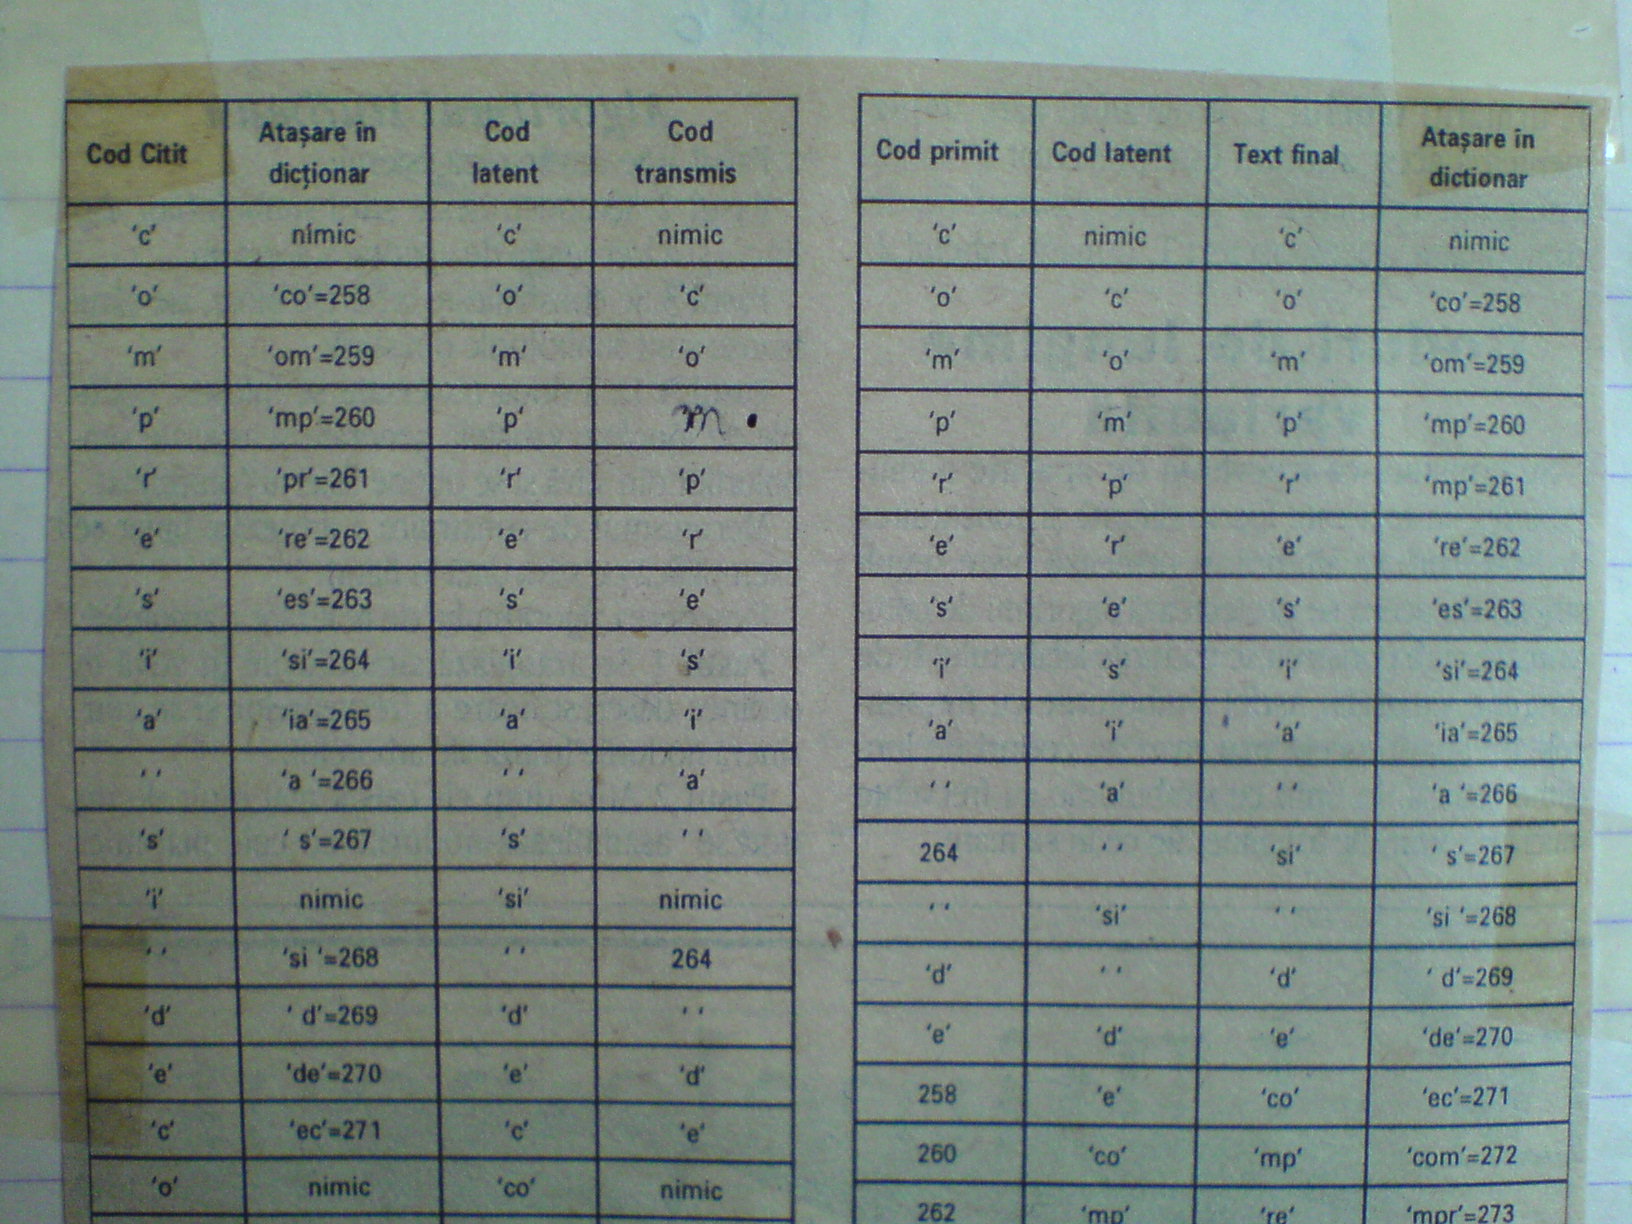 Cod Citit | Atașare în dicționar | Cod latent | Cod transmis
'c' | nimic | 'c' | nimic
'o' | 'co'=258 | 'o' | 'c'
'm' | 'om'=259 | 'm' | 'o'
'p' | 'mp'=260 | 'p' | m .
'r' | 'pr'=261 | 'r' | 'p'
'e' | 're'=262 | 'e' | 'r'
's' | 'es'=263 | 's' | 'e'
'i' | 'si'=264 | 'i' | 's'
'a' | 'ia'=265 | 'a' | 'i'
' ' | 'a '=266 | ' ' | 'a'
's' | ' s'=267 | 's' | ' '
'i' | nimic | 'si' | nimic
' ' | 'si '=268 | ' ' | 264
'd' | ' d'=269 | 'd' | ' '
'e' | 'de'=270 | 'e' | 'd'
'c' | 'ec'=271 | 'c' | 'e'
'o' | nimic | 'co' | nimic
Cod primit | Cod latent | Text final | Atașare în dictionar
'c' | nimic | 'c' | nimic
'o' | 'c' | 'o' | 'co'=258
'm' | 'o' | 'm' | 'om'=259
'p' | 'm' | 'p' | 'mp'=260
'r' | 'p' | 'r' | 'mp'=261
'e' | 'r' | 'e' | 're'=262
's' | 'e' | 's' | 'es'=263
'i' | 's' | 'i' | 'si'=264
'a' | 'i' | 'a' | 'ia'=265
' ' | 'a' | ' ' | 'a '=266
264 | ' ' | 'si' | ' s'=267
' ' | 'si' | ' ' | 'si '=268
'd' | ' ' | 'd' | ' d'=269
'e' | 'd' | 'e' | 'de'=270
258 | 'e' | 'co' | 'ec'=271
260 | 'co' | 'mp' | 'com'=272
262 | 'mp' | 're' | 'mpr'=273